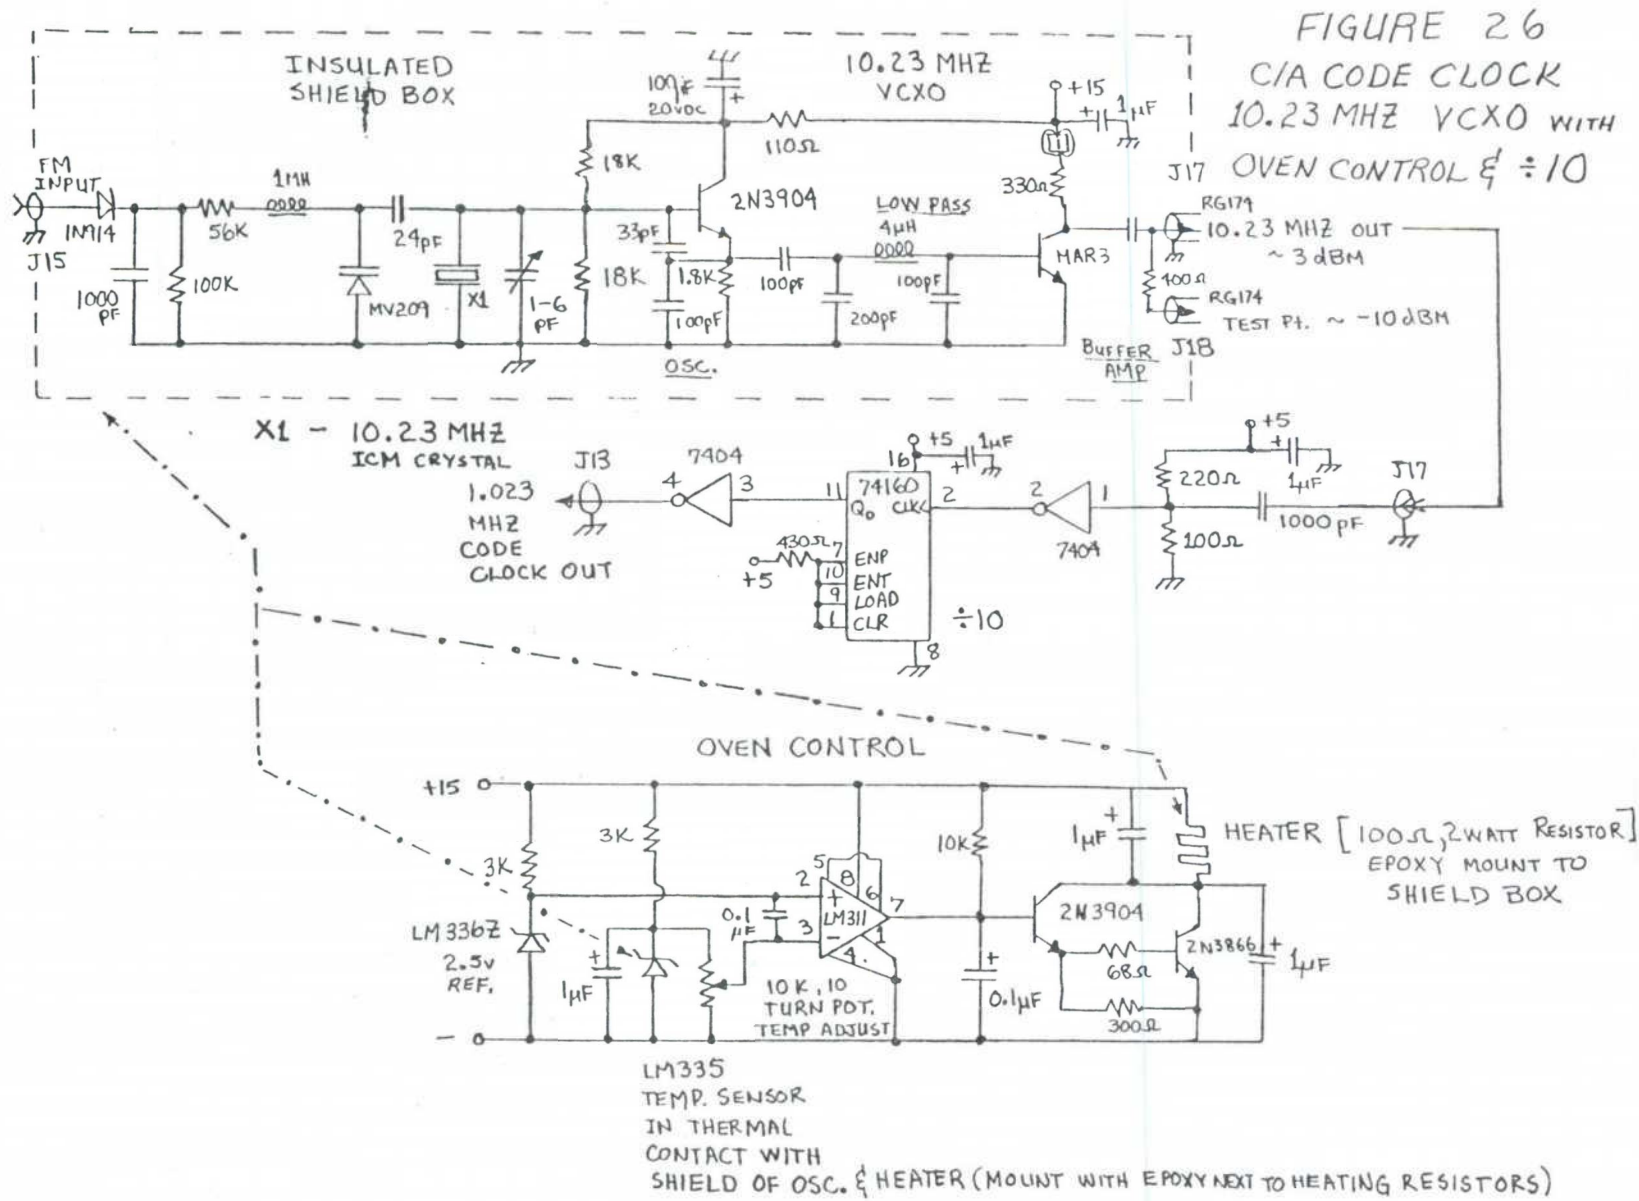 FIGURE 26
C/A CODE CLOCK
10.23 MHZ VCXO WITH
OVEN CONTROL & ÷10
INSULATED
SHIELD BOX
10.23 MHZ
VCXO
20VDC
+
+15
+
1µF
110Ω
18K
330Ω
FM
INPUT
IN914
J15
1000
PF
100K
56K
1MH
24pF
MV209
X1
1-6
PF
18K
33pF
2N3904
1.8K
100pF
100pF
LOW PASS
4µH
200pF
100pF
OSC.
MAR3
BUFFER
AMP
J17
RG174
10.23 MHZ OUT
~ 3dBM
400Ω
RG174
TEST Pt. ~ -10dBM
J18
X1 - 10.23 MHZ
ICM CRYSTAL
J13
1.023
MHZ
CODE
CLOCK OUT
7404
4
3
+5
1µF
+
16
74160
11
Q₀
CLK
2
430Ω
+5
7
ENP
10
ENT
9
LOAD
1
CLR
8
÷10
2
1
7404
+5
+
1µF
220Ω
100Ω
1000pF
J17
OVEN CONTROL
+15
3K
3K
LM336Z
2.5v
REF.
+
1µF
0.1
µF
5
8
6
2
+
LM311
7
3
-
4
1
10K, 10
TURN POT.
TEMP ADJUST
-
10K
+
0.1µF
+
1µF
2N3904
68Ω
300Ω
2N3866
+
1µF
HEATER [100Ω, 2WATT RESISTOR]
EPOXY MOUNT TO
SHIELD BOX
LM335
TEMP. SENSOR
IN THERMAL
CONTACT WITH
SHIELD OF OSC. & HEATER (MOUNT WITH EPOXY NEXT TO HEATING RESISTORS)